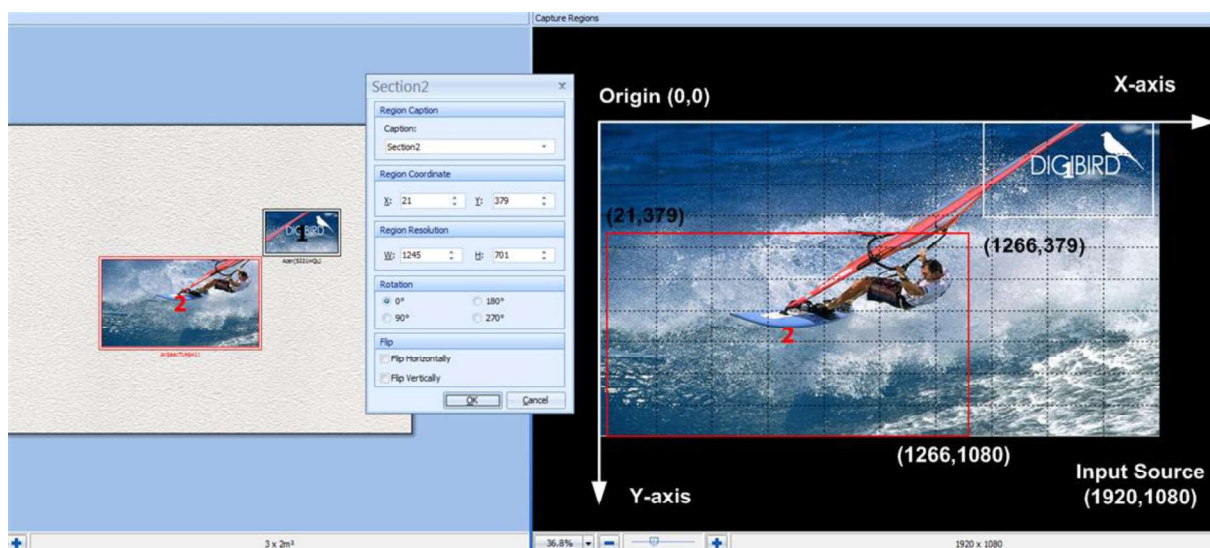 Capture Regions
Section2
x
Region Caption
Caption:
Section2
Region Coordinate
X: 21 Y: 379
Region Resolution
W: 1245 H: 701
Rotation
0° 180°
90° 270°
Flip
Flip Horizontally
Flip Vertically
OK Cancel
DIGIBIRD
1
2
3 x 2m²
Origin (0,0)
X-axis
DIGIBIRD
1
(21,379)
(1266,379)
2
(1266,1080)
Input Source
(1920,1080)
Y-axis
36.8%
1920 x 1080